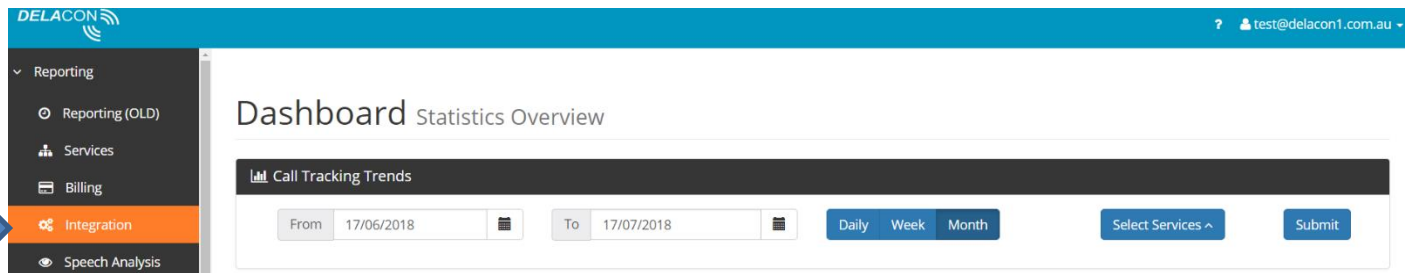 DELACON
? test@delacon1.com.au
Reporting
Reporting (OLD)
Services
Billing
Integration
Speech Analysis
Dashboard Statistics Overview
Call Tracking Trends
From 17/06/2018 To 17/07/2018 Daily Week Month Select Services Submit